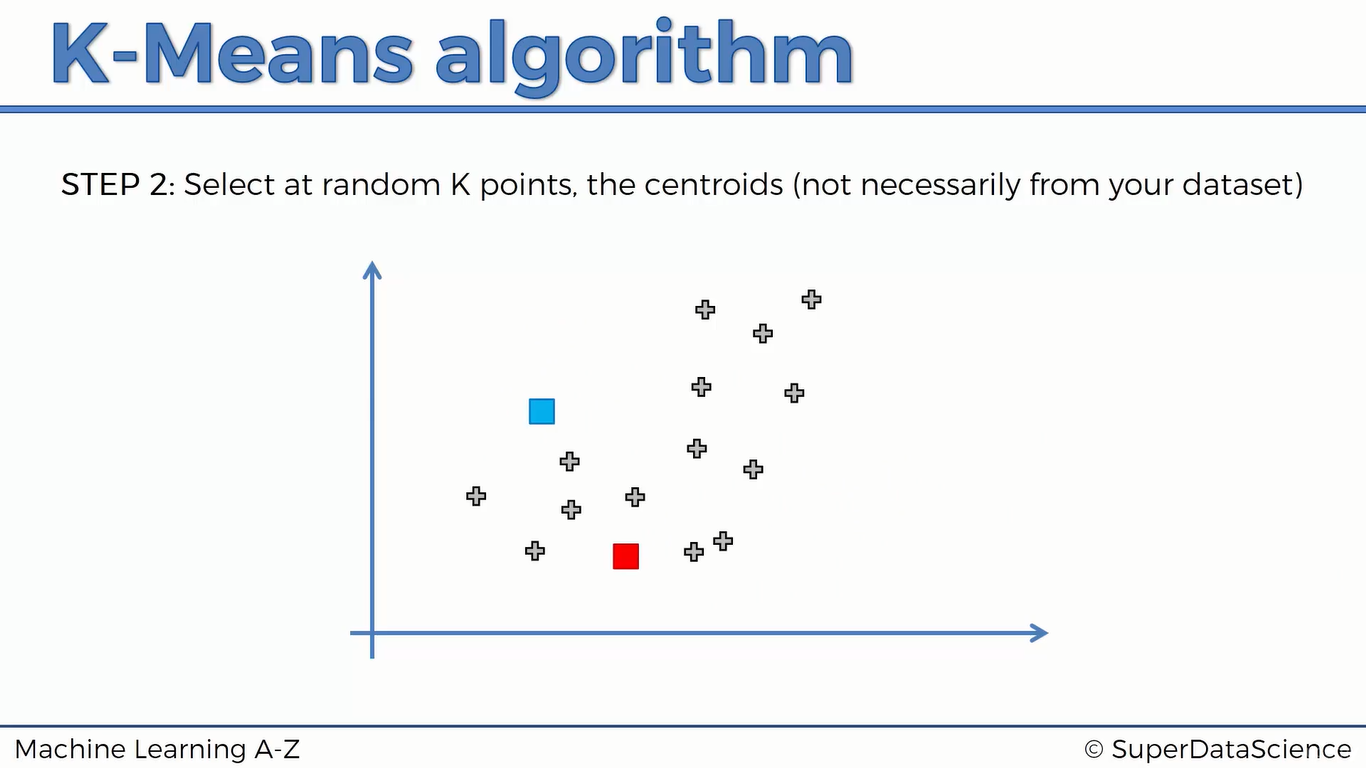 K-Means algorithm
STEP 2: Select at random K points, the centroids (not necessarily from your dataset)
Machine Learning A-Z
© SuperDataScience